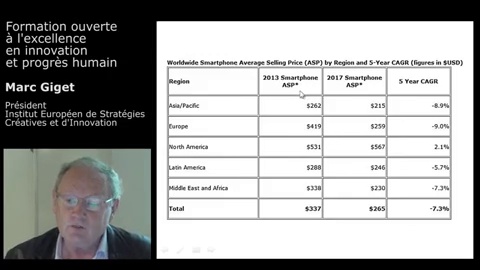 Formation ouverte
à l'excellence
en innovation
et progrès humain
Marc Giget
Président
Institut Européen de Stratégies
Créatives et d'Innovation
Worldwide Smartphone Average Selling Price (ASP) by Region and 5-Year CAGR (figures in $USD)
Region 2013 Smartphone ASP* 2017 Smartphone ASP* 5 Year CAGR
Asia/Pacific $262 $215 -8.9%
Europe $419 $259 -9.0%
North America $531 $567 2.1%
Latin America $288 $246 -5.7%
Middle East and Africa $338 $230 -7.3%
Total $337 $265 -7.3%